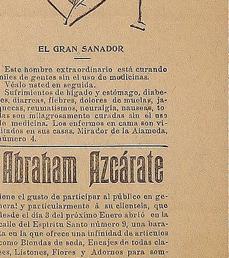 EL GRAN SANADOR
Este hombre extraordinario está curando
miles de gentes sin el uso de medicinas.
Véalo usted en seguida.
Sufrimientos de hígado y estómago, diabe-
es, diarreas, fiebres, dolores de muelas, ja-
quecas, reumatismos, neuralgia, nauseas, to-
das son milagrosamente curadas sin el uso
de medicina. Los enfermos en cama son vi-
sitados en sus casas. Mirador de la Alameda,
número 4.
Abraham Azcárate
iene el gusto de participar al público en ge-
neral y particularmente á su clientela, que
desde el día 3 del próximo Enero abrió en la
calle del Espíritu Santo número 9, una bara-
ta en la que ofrece una infinidad de artículos
como Blondas de seda, Encajes de todas cla-
es, Listones, Flores y Adornos para som-